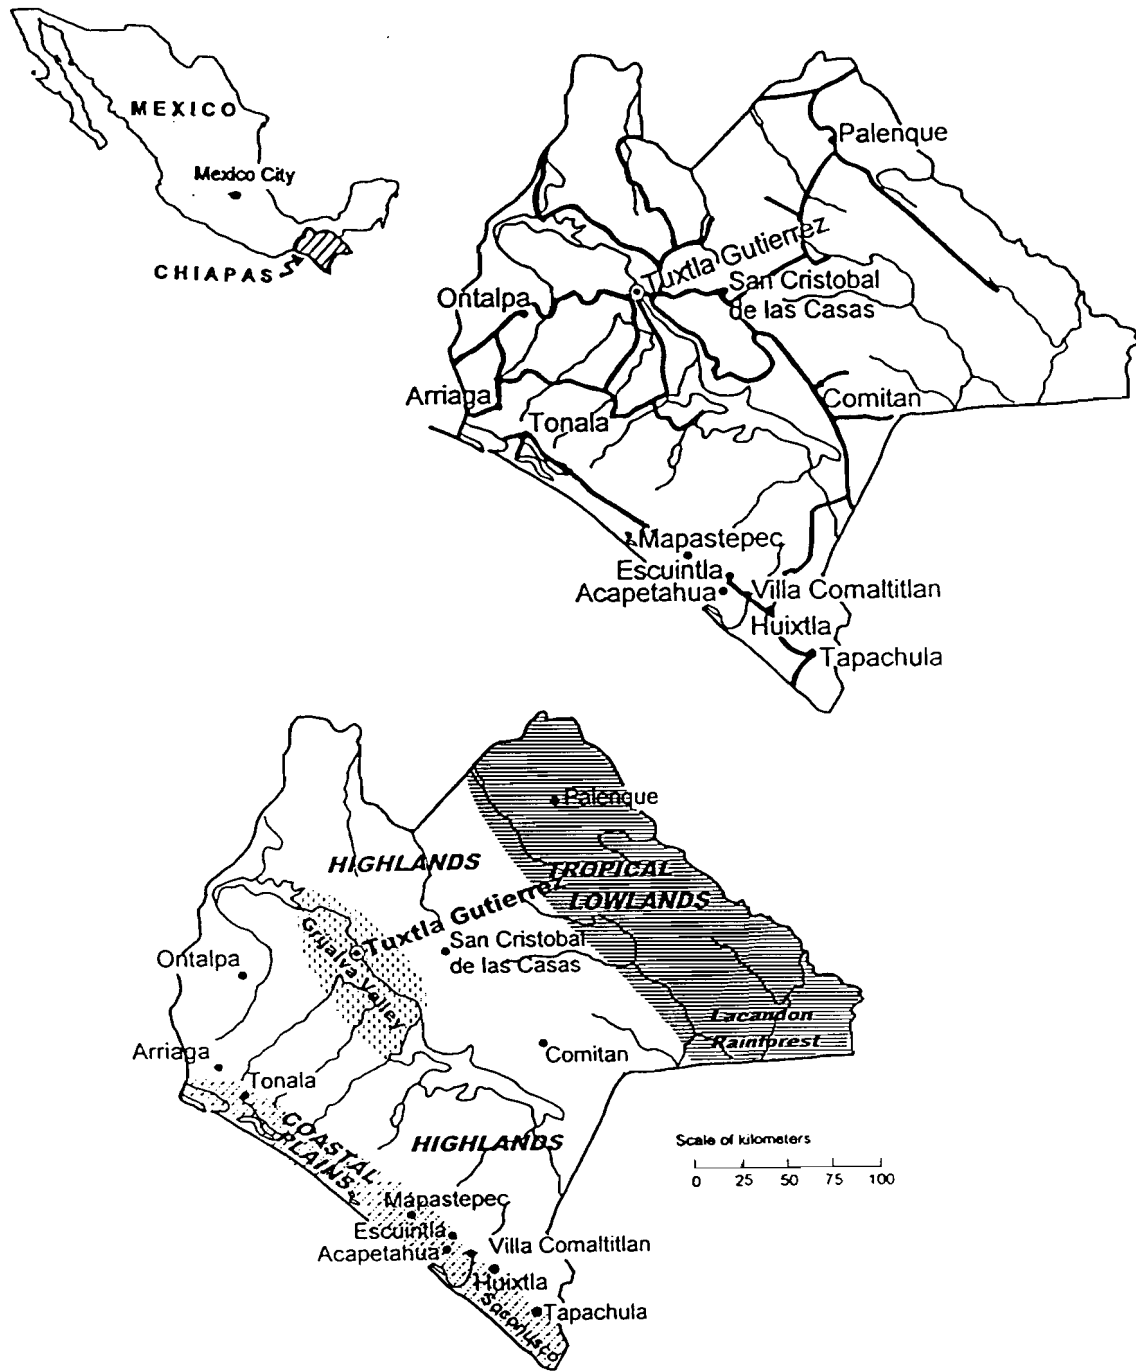 MEXICO
Mexico City
CHIAPAS
Palenque
Tuxtla Gutierrez
San Cristobal
de las Casas
Ontalpa
Arriaga
Comitan
Tonala
Mapastepec
Escuintla
Acapetahua
Villa Comaltitlan
Huixtla
Tapachula
Palenque
HIGHLANDS
TROPICAL
LOWLANDS
Tuxtla Gutierrez
Grijalva Valley
San Cristobal
de las Casas
Ontalpa
Lacandon
Rainforest
Arriaga
Comitan
Tonala
COASTAL
PLAINS
HIGHLANDS
Scale of kilometers
0 25 50 75 100
Mapastepec
Escuintla
Acapetahua
Villa Comaltitlan
Huixtla
Soconusco
Tapachula